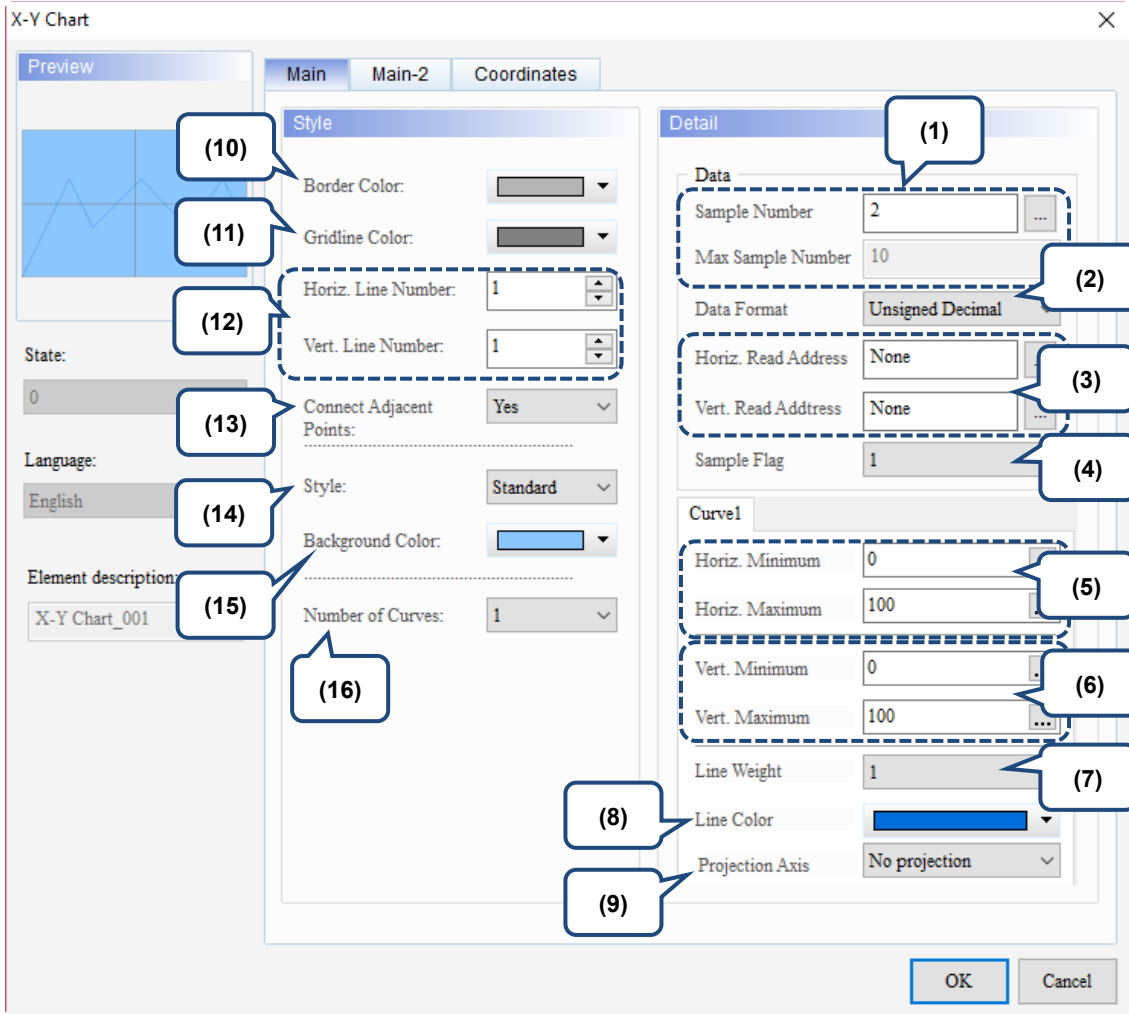 X-Y Chart
Preview
Main
Main-2
Coordinates
Style
(10)
Border Color:
(11)
Gridline Color:
(12)
Horiz. Line Number:
1
Vert. Line Number:
1
(13)
Connect Adjacent
Points:
Yes
(14)
Style:
Standard
(15)
Background Color:
(16)
Number of Curves:
1
State:
0
Language:
English
Element description:
X-Y Chart_001
Detail
(1)
Data
Sample Number
2
...
Max Sample Number
10
(2)
Data Format
Unsigned Decimal
(3)
Horiz. Read Address
None
Vert. Read Addtress
None
...
(4)
Sample Flag
1
Curve1
(5)
Horiz. Minimum
0
Horiz. Maximum
100
(6)
Vert. Minimum
0
Vert. Maximum
100
...
(7)
Line Weight
1
(8)
Line Color
(9)
Projection Axis
No projection
OK
Cancel